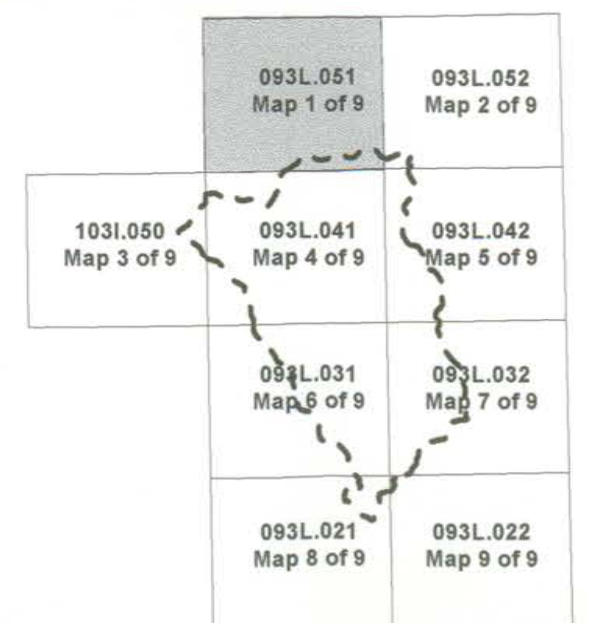 093L.051
Map 1 of 9
093L.052
Map 2 of 9
103I.050
Map 3 of 9
093L.041
Map 4 of 9
093L.042
Map 5 of 9
093L.031
Map 6 of 9
093L.032
Map 7 of 9
093L.021
Map 8 of 9
093L.022
Map 9 of 9